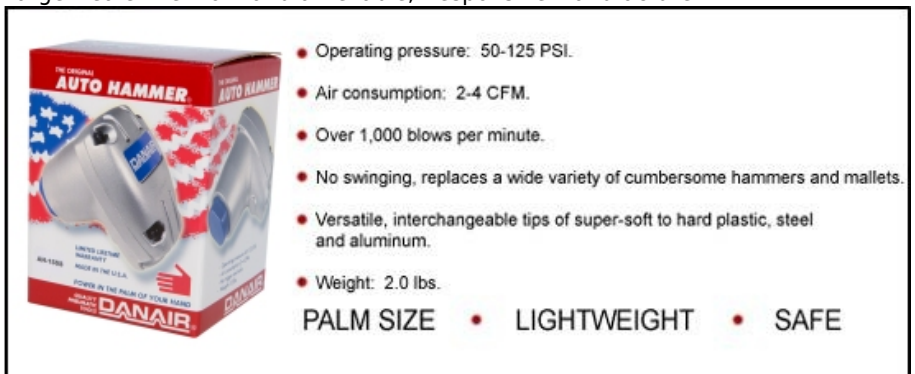 THE ORIGINAL
AUTO HAMMER
THE ORIGINAL
AUTO HAMMER
DANAIR
LIMITED LIFETIME
WARRANTY
MADE IN THE U.S.A.
POWER IN THE PALM OF YOUR HAND
DANAIR
DANAIR
• Operating pressure: 50-125 PSI.
• Air consumption: 2-4 CFM.
• Over 1,000 blows per minute.
• No swinging, replaces a wide variety of cumbersome hammers and mallets.
• Versatile, interchangeable tips of super-soft to hard plastic, steel
and aluminum.
• Weight: 2.0 lbs.
PALM SIZE • LIGHTWEIGHT • SAFE